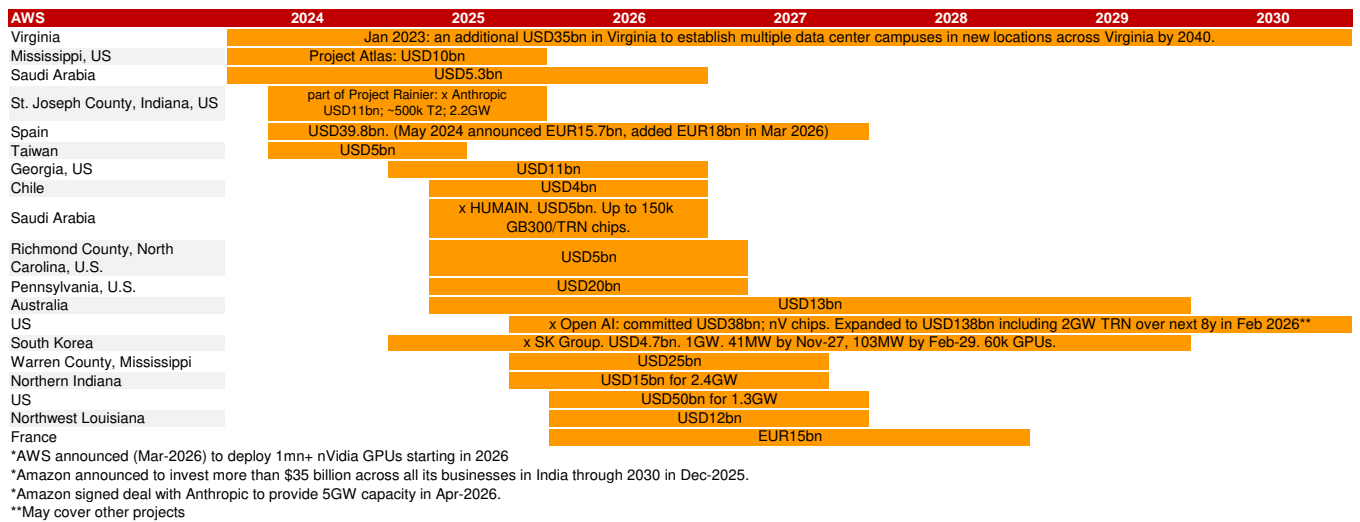 AWS 2024 2025 2026 2027 2028 2029 2030
Virginia Jan 2023: an additional USD35bn in Virginia to establish multiple data center campuses in new locations across Virginia by 2040.
Mississippi, US Project Atlas: USD10bn
Saudi Arabia USD5.3bn
St. Joseph County, Indiana, US part of Project Rainier: x Anthropic
USD11bn; ~500k T2; 2.2GW
Spain USD39.8bn. (May 2024 announced EUR15.7bn, added EUR18bn in Mar 2026)
Taiwan USD5bn
Georgia, US USD11bn
Chile USD4bn
Saudi Arabia x HUMAIN. USD5bn. Up to 150k
GB300/TRN chips.
Richmond County, North
Carolina, U.S. USD5bn
Pennsylvania, U.S. USD20bn
Australia USD13bn
US x Open AI: committed USD38bn; nV chips. Expanded to USD138bn including 2GW TRN over next 8y in Feb 2026**
South Korea x SK Group. USD4.7bn. 1GW. 41MW by Nov-27, 103MW by Feb-29. 60k GPUs.
Warren County, Mississippi USD25bn
Northern Indiana USD15bn for 2.4GW
US USD50bn for 1.3GW
Northwest Louisiana USD12bn
France EUR15bn
*AWS announced (Mar-2026) to deploy 1mn+ nVidia GPUs starting in 2026
*Amazon announced to invest more than $35 billion across all its businesses in India through 2030 in Dec-2025.
*Amazon signed deal with Anthropic to provide 5GW capacity in Apr-2026.
**May cover other projects